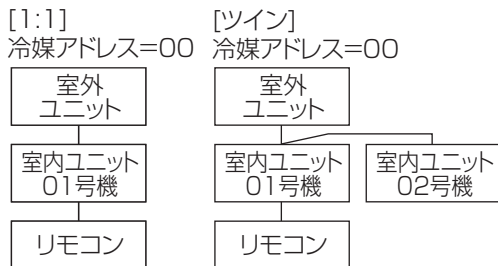 [1:1]
冷媒アドレス=00
室外
ユニット
室内ユニット
01号機
リモコン
[ツイン]
冷媒アドレス=00
室外
ユニット
室内ユニット
01号機
室内ユニット
02号機
リモコン